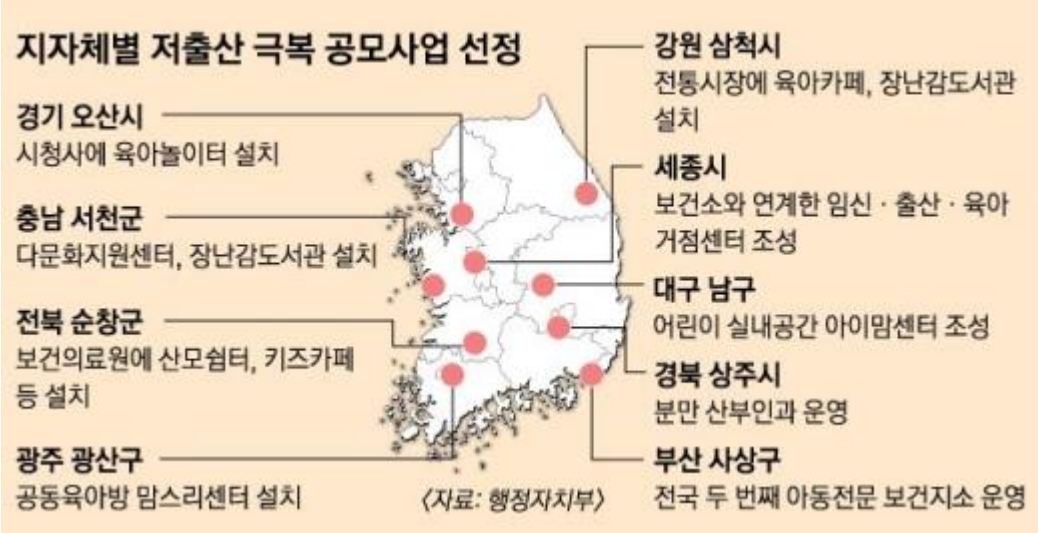 지자체별 저출산 극복 공모사업 선정
경기 오산시
시청사에 육아놀이터 설치
충남 서천군
다문화지원센터, 장난감도서관 설치
전북 순창군
보건의료원에 산모쉼터, 키즈카페
등 설치
광주 광산구
공동육아방 맘스리센터 설치
강원 삼척시
전통시장에 육아카페, 장난감도서관
설치
세종시
보건소와 연계한 임신 · 출산 · 육아
거점센터 조성
대구 남구
어린이 실내공간 아이맘센터 조성
경북 상주시
분만 산부인과 운영
부산 사상구
전국 두 번째 아동전문 보건지소 운영
〈자료: 행정자치부〉